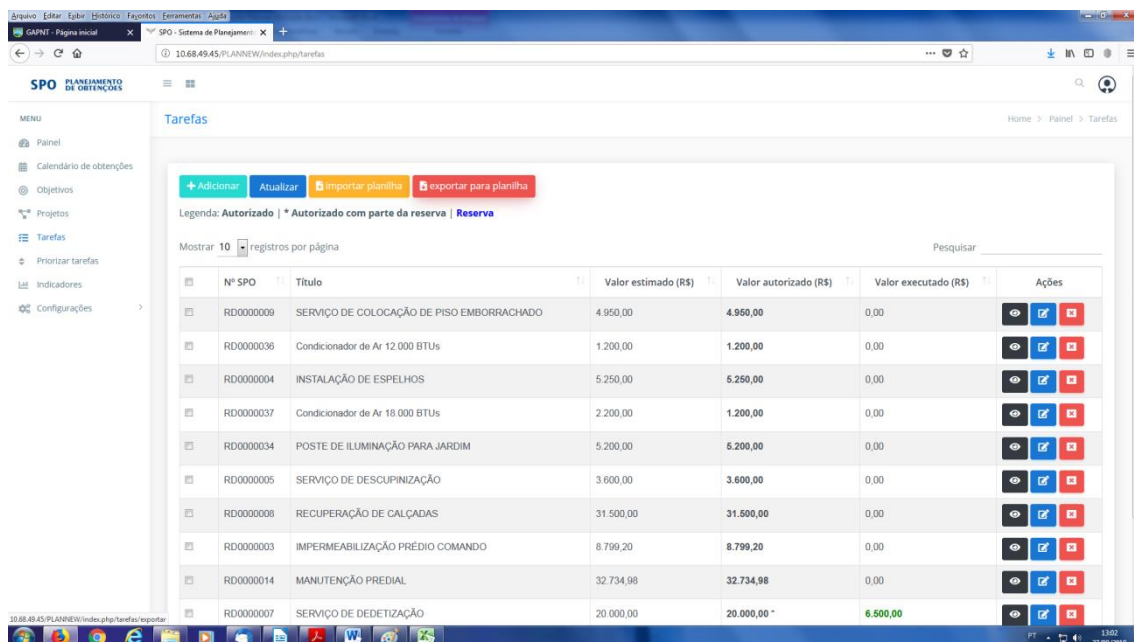 Arquivo Editar Exibir Histórico Favoritos Ferramentas Ajuda
GAPNT - Página inicial SPO - Sistema de Planejament
10.68.49.45/PLANNEW/index.php/tarefas
SPO PLANEJAMENTO DE OBTENÇÕES
MENU
Painel
Calendário de obtenções
Objetivos
Projetos
Tarefas
Priorizar tarefas
Indicadores
Configurações
Tarefas
Home > Painel > Tarefas
+ Adicionar Atualizar importar planilha exportar para planilha
Legenda: Autorizado | * Autorizado com parte da reserva | Reserva
Mostrar 10 registros por página Pesquisar
Nº SPO Título Valor estimado (R$) Valor autorizado (R$) Valor executado (R$) Ações
RD0000009 SERVIÇO DE COLOCAÇÃO DE PISO EMBORRACHADO 4.950,00 4.950,00 0,00
RD0000036 Condicionador de Ar 12.000 BTUs 1.200,00 1.200,00 0,00
RD0000004 INSTALAÇÃO DE ESPELHOS 5.250,00 5.250,00 0,00
RD0000037 Condicionador de Ar 18.000 BTUs 2.200,00 1.200,00 0,00
RD0000034 POSTE DE ILUMINAÇÃO PARA JARDIM 5.200,00 5.200,00 0,00
RD0000005 SERVIÇO DE DESCUPINIZAÇÃO 3.600,00 3.600,00 0,00
RD0000008 RECUPERAÇÃO DE CALÇADAS 31.500,00 31.500,00 0,00
RD0000003 IMPERMEABILIZAÇÃO PRÉDIO COMANDO 8.799,20 8.799,20 0,00
RD0000014 MANUTENÇÃO PREDIAL 32.734,98 32.734,98 0,00
RD0000007 SERVIÇO DE DEDETIZAÇÃO 20.000,00 20.000,00 * 6.500,00
10.68.49.45/PLANNEW/index.php/tarefas/exportar
PT 13:02